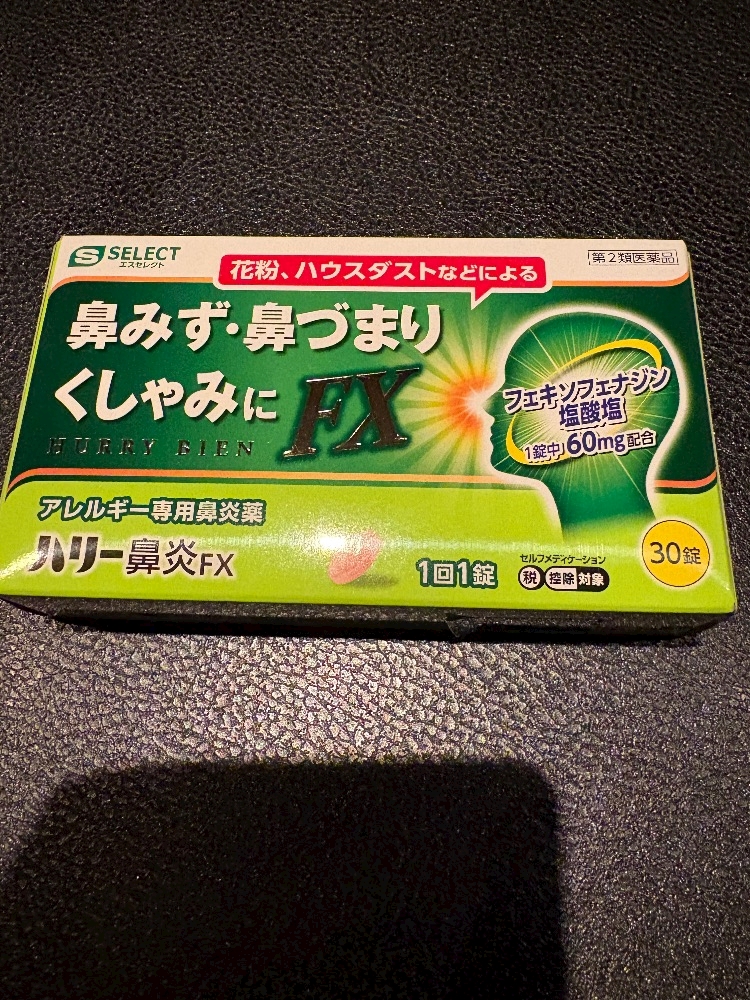 S SELECT
エスセレクト
花粉、ハウスダストなどによる
第2類医薬品
鼻みず・鼻づまり
くしゃみに FX
HURRY BIEN
フェキソフェナジン
塩酸塩
1錠中 60mg配合
アレルギー専用鼻炎薬
ハリー鼻炎FX
1回1錠
セルフメディケーション
税 控除 対象
30錠